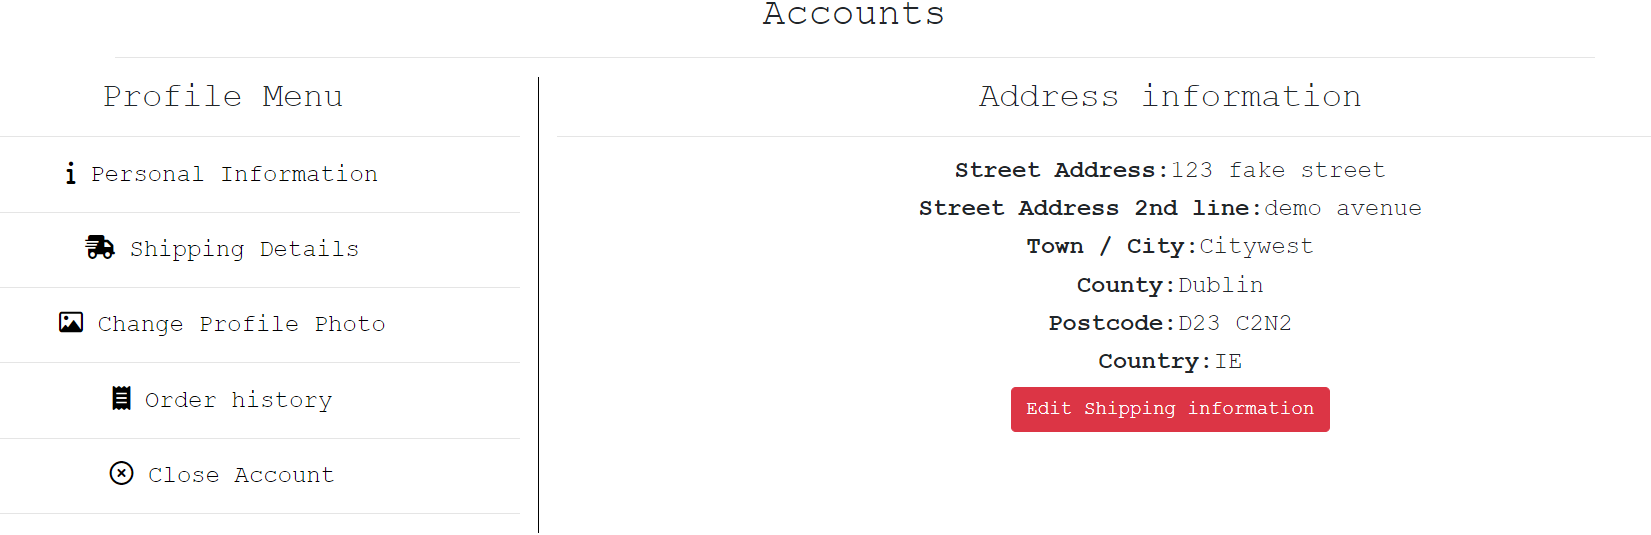 Accounts
Profile Menu
Personal Information
Shipping Details
Change Profile Photo
Order history
Close Account
Address information
Street Address:123 fake street
Street Address 2nd line:demo avenue
Town / City:Citywest
County:Dublin
Postcode:D23 C2N2
Country:IE
Edit Shipping information